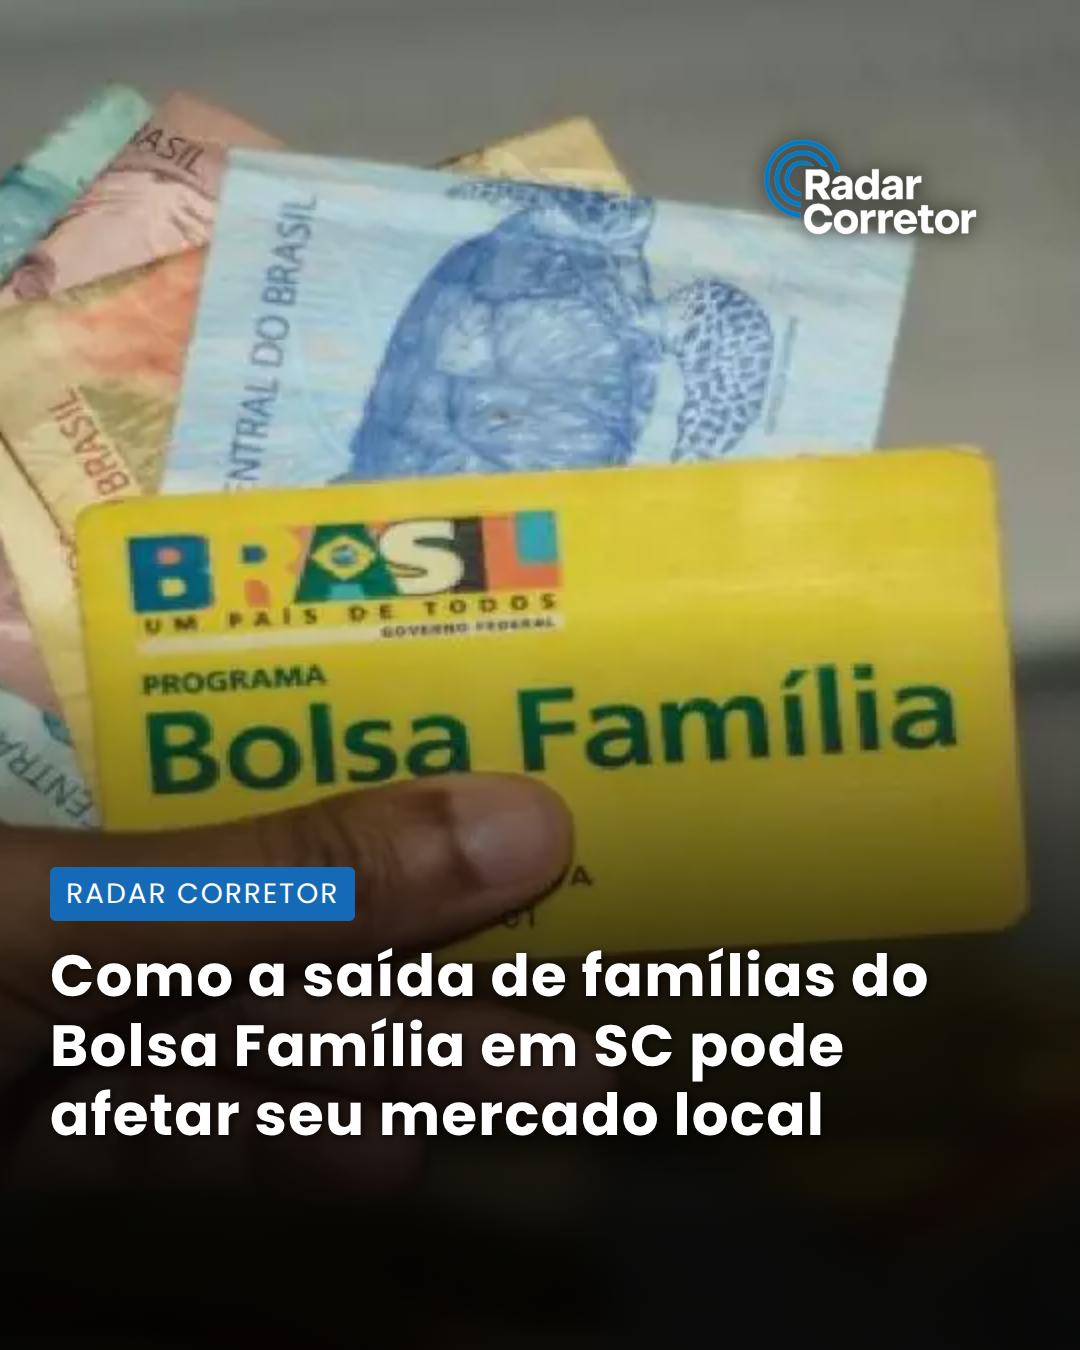 Radar
Corretor
BRASIL
CENTRAL DO BRASIL
BRASIL
BRASIL
UM PAÍS DE TODOS
GOVERNO FEDERAL
PROGRAMA
Bolsa Família
RADAR CORRETOR
Como a saída de famílias do
Bolsa Família em SC pode
afetar seu mercado local